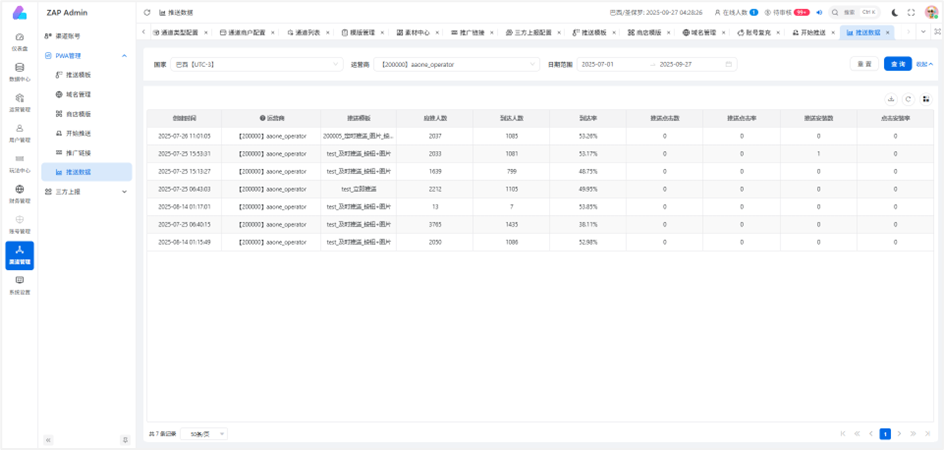 ZAP Admin
推送数据
巴西/圣保罗: 2025-09-27 04:28:26
在线人数 1
待审核 99+
搜索 Ctrl K
仪表盘
数据中心
运营管理
用户管理
玩法中心
财务管理
账号管理
渠道管理
系统设置
渠道账号
PWA管理
推送模版
域名管理
商店模版
开始推送
推广链接
推送数据
三方上报
通道类型配置 ×
通道商户配置 ×
通道列表 ×
模版管理 ×
素材中心 ×
推广链接 ×
三方上报配置 ×
推送模板 ×
商店模版 ×
域名管理 ×
账号复充 ×
开始推送 ×
推送数据 ×
国家 巴西【UTC-3】
运营商 【200000】aaone_operator
日期范围 2025-07-01 — 2025-09-27
重置 查询 收起
创建时间 运营商 推送模板 应推人数 到达人数 到达率 推送点击数 推送点击率 推送安装数 点击安装率
2025-07-26 11:01:05 【200000】aaone_operator 200005_定时推送_图片_按... 2037 1085 53.26% 0 0 0 0
2025-07-25 15:53:31 【200000】aaone_operator test_及时推送_按钮+图片 2033 1081 53.17% 0 0 1 0
2025-07-25 15:13:27 【200000】aaone_operator test_及时推送_按钮+图片 1639 799 48.75% 0 0 0 0
2025-07-25 06:43:03 【200000】aaone_operator test_立即推送 2212 1105 49.95% 0 0 0 0
2025-08-14 01:17:01 【200000】aaone_operator test_及时推送_按钮+图片 13 7 53.85% 0 0 0 0
2025-07-25 06:40:15 【200000】aaone_operator test_及时推送_按钮+图片 3765 1435 38.11% 0 0 0 0
2025-08-14 01:15:49 【200000】aaone_operator test_及时推送_按钮+图片 2050 1086 52.98% 0 0 0 0
共 7 条记录 50条/页
1